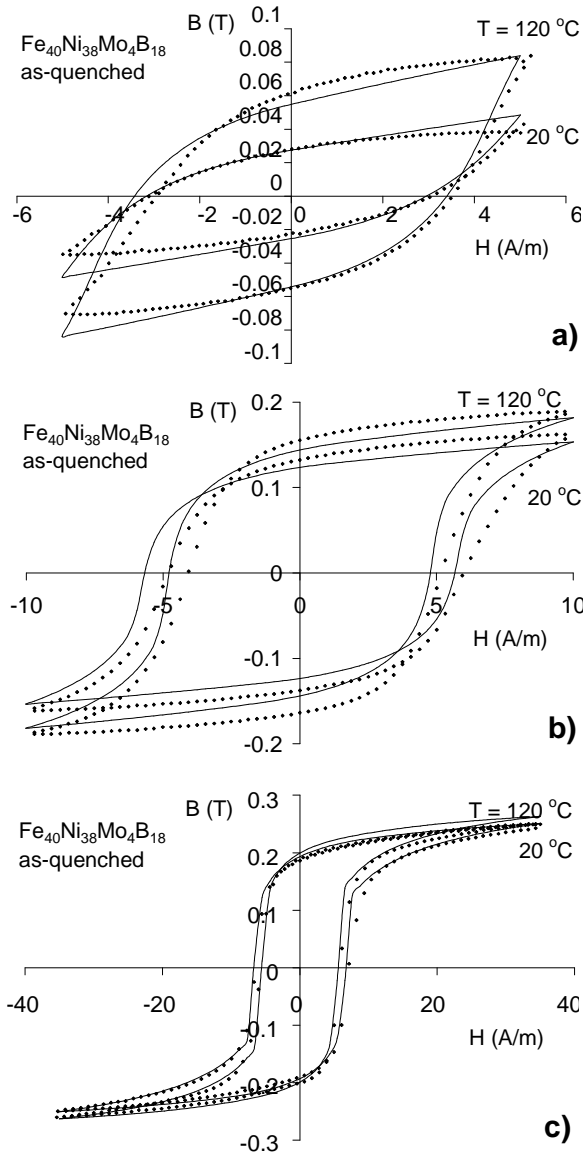 B (T)
Fe₄₀Ni₃₈Mo₄B₁₈
as-quenched
T = 120 °C
20 °C
0.1
0.08
0.06
0.04
0.02
0
-0.02
-0.04
-0.06
-0.08
-0.1
-6
-4
-2
0
2
4
6
H (A/m)
a)
B (T)
Fe₄₀Ni₃₈Mo₄B₁₈
as-quenched
T = 120 °C
20 °C
0.2
0.1
0
-0.1
-0.2
-10
-5
0
5
10
H (A/m)
b)
B (T)
Fe₄₀Ni₃₈Mo₄B₁₈
as-quenched
T = 120 °C
20 °C
0.3
0.2
0.1
0
-0.1
-0.2
-0.3
-40
-20
0
20
40
H (A/m)
c)